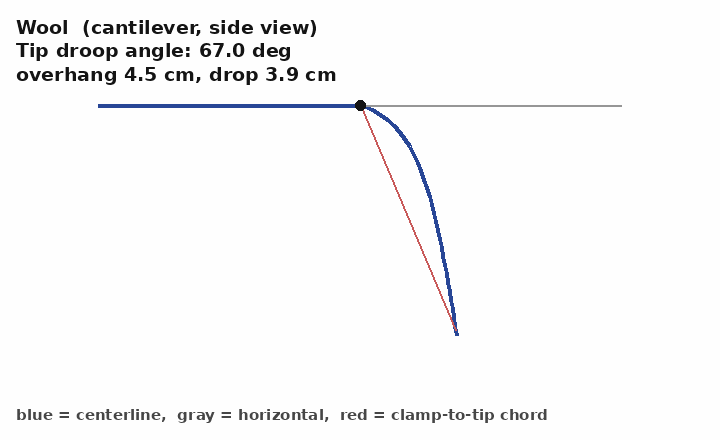 Wool (cantilever, side view)
Tip droop angle: 67.0 deg
overhang 4.5 cm, drop 3.9 cm
blue = centerline, gray = horizontal, red = clamp-to-tip chord